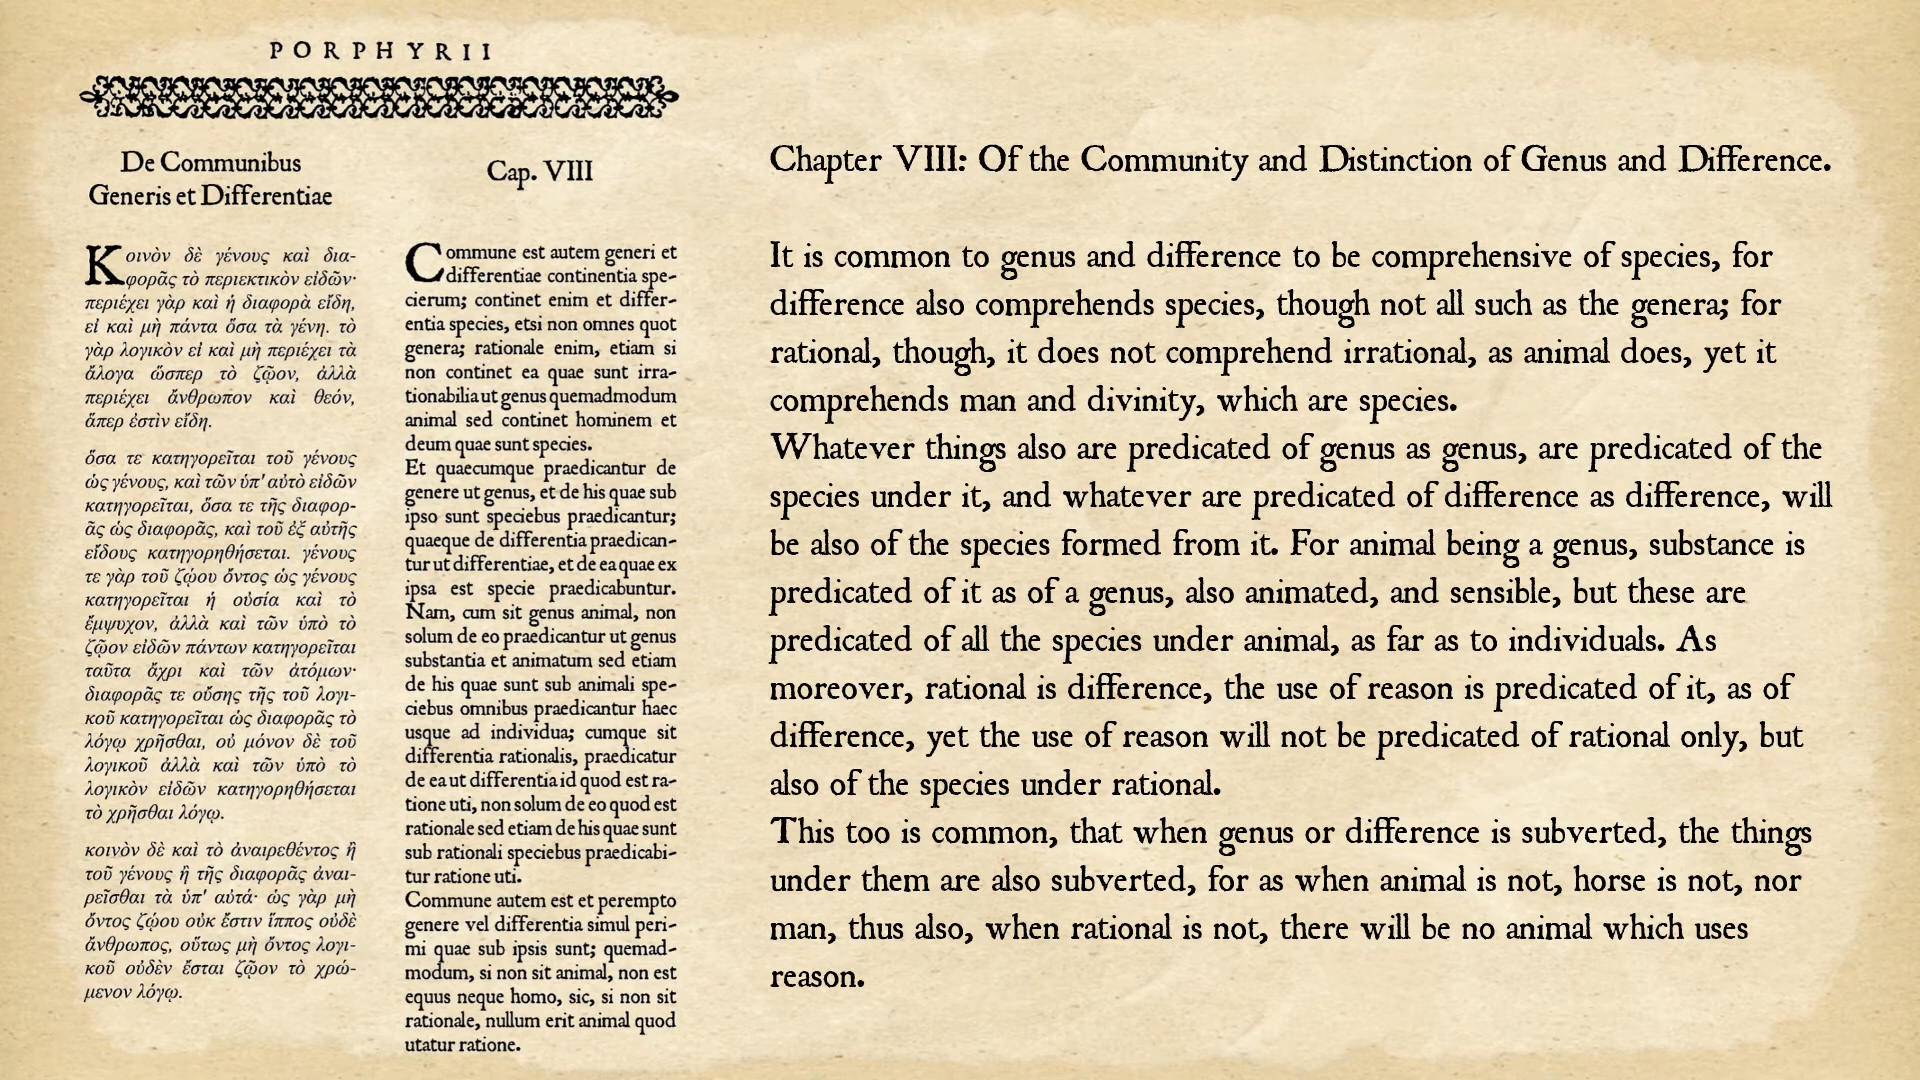 PORPHYRII
De Communibus
Generis et Differentiae
Κοινὸν δὲ γένους καὶ δια-
φορᾶς τὸ περιεκτικὸν εἰδῶν·
περιέχει γὰρ καὶ ἡ διαφορὰ εἴδη,
εἰ καὶ μὴ πάντα ὅσα τὰ γένη. τὸ
γὰρ λογικὸν εἰ καὶ μὴ περιέχει τὰ
ἄλογα ὥσπερ τὸ ζῷον, ἀλλὰ
περιέχει ἄνθρωπον καὶ θεόν,
ἅπερ ἐστὶν εἴδη.
ὅσα τε κατηγορεῖται τοῦ γένους
ὡς γένους, καὶ τῶν ὑπ' αὐτὸ εἰδῶν
κατηγορεῖται, ὅσα τε τῆς διαφορ-
ᾶς ὡς διαφορᾶς, καὶ τοῦ ἐξ αὐτῆς
εἴδους κατηγορηθήσεται. γένους
τε γὰρ τοῦ ζῴου ὄντος ὡς γένους
κατηγορεῖται ἡ οὐσία καὶ τὸ
ἔμψυχον, ἀλλὰ καὶ τῶν ὑπὸ τὸ
ζῷον εἰδῶν πάντων κατηγορεῖται
ταῦτα ἄχρι καὶ τῶν ἀτόμων·
διαφορᾶς τε οὔσης τῆς τοῦ λογι-
κοῦ κατηγορεῖται ὡς διαφορᾶς τὸ
λόγῳ χρῆσθαι, οὐ μόνον δὲ τοῦ
λογικοῦ ἀλλὰ καὶ τῶν ὑπὸ τὸ
λογικὸν εἰδῶν κατηγορηθήσεται
τὸ χρῆσθαι λόγῳ.
κοινὸν δὲ καὶ τὸ ἀναιρεθέντος ἢ
τοῦ γένους ἢ τῆς διαφορᾶς ἀναι-
ρεῖσθαι τὰ ὑπ' αὐτά· ὡς γὰρ μὴ
ὄντος ζῴου οὐκ ἔστιν ἵππος οὐδὲ
ἄνθρωπος, οὕτως μὴ ὄντος λογι-
κοῦ οὐδὲν ἔσται ζῷον τὸ χρώ-
μενον λόγῳ.
Cap. VIII
Commune est autem generi et
differentiae continentia spe-
cierum; continet enim et differ-
entia species, etsi non omnes quot
genera; rationale enim, etiam si
non continet ea quae sunt irra-
tionabilia ut genus quemadmodum
animal sed continet hominem et
deum quae sunt species.
Et quaecumque praedicantur de
genere ut genus, et de his quae sub
ipso sunt speciebus praedicantur;
quaeque de differentia praedican-
tur ut differentiae, et de ea quae ex
ipsa est specie praedicabuntur.
Nam, cum sit genus animal, non
solum de eo praedicantur ut genus
substantia et animatum sed etiam
de his quae sunt sub animali spe-
ciebus omnibus praedicantur haec
usque ad individua; cumque sit
differentia rationalis, praedicatur
de ea ut differentia id quod est ra-
tione uti, non solum de eo quod est
rationale sed etiam de his quae sunt
sub rationali speciebus praedicabi-
tur ratione uti.
Commune autem est et perempto
genere vel differentia simul peri-
mi quae sub ipsis sunt; quemad-
modum, si non sit animal, non est
equus neque homo, sic, si non sit
rationale, nullum erit animal quod
utatur ratione.
Chapter VIII: Of the Community and Distinction of Genus and Difference.
It is common to genus and difference to be comprehensive of species, for
difference also comprehends species, though not all such as the genera; for
rational, though, it does not comprehend irrational, as animal does, yet it
comprehends man and divinity, which are species.
Whatever things also are predicated of genus as genus, are predicated of the
species under it, and whatever are predicated of difference as difference, will
be also of the species formed from it. For animal being a genus, substance is
predicated of it as of a genus, also animated, and sensible, but these are
predicated of all the species under animal, as far as to individuals. As
moreover, rational is difference, the use of reason is predicated of it, as of
difference, yet the use of reason will not be predicated of rational only, but
also of the species under rational.
This too is common, that when genus or difference is subverted, the things
under them are also subverted, for as when animal is not, horse is not, nor
man, thus also, when rational is not, there will be no animal which uses
reason.